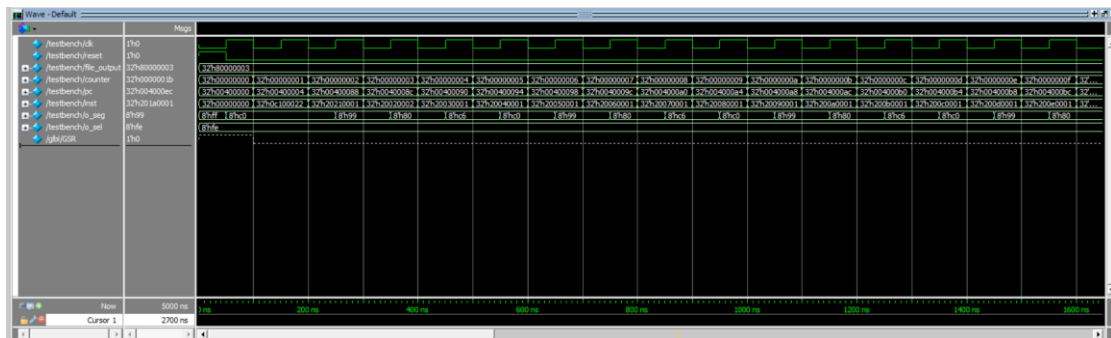 Wave - Default
Msgs
/testbench/clk 1'h0
/testbench/reset 1'h0
/testbench/file_output 32'h80000003 32'h80000003
/testbench/counter 32'h0000001b 32'h00000000 32'h00000001 32'h00000002 32'h00000003 32'h00000004 32'h00000005 32'h00000006 32'h00000007 32'h00000008 32'h00000009 32'h0000000a 32'h0000000b 32'h0000000c 32'h0000000d 32'h0000000e 32'h0000000f 32'...
/testbench/pc 32'h004000ec 32'h00400000 32'h00400004 32'h00400088 32'h0040008c 32'h00400090 32'h00400094 32'h00400098 32'h0040009c 32'h004000a0 32'h004000a4 32'h004000a8 32'h004000ac 32'h004000b0 32'h004000b4 32'h004000b8 32'h004000bc 32'...
/testbench/inst 32'h201a0001 32'h00000000 32'h0c100022 32'h20210001 32'h20020002 32'h20030001 32'h20040001 32'h20050001 32'h20060001 32'h20070001 32'h20080001 32'h20090001 32'h200a0001 32'h200b0001 32'h200c0001 32'h200d0001 32'h200e0001 32'...
/testbench/o_seg 8'h99 8'hff 8'hc0 8'h99 8'h80 8'hc6 8'hc0 8'h99 8'h80 8'hc6 8'hc0 8'h99 8'h80 8'hc6 8'hc0 8'h99 8'h80
/testbench/o_sel 8'hfe 8'hfe
/glbl/GSR 1'h0
Now 5000 ns 200 ns 400 ns 600 ns 800 ns 1000 ns 1200 ns 1400 ns 1600 ns
Cursor 1 2700 ns